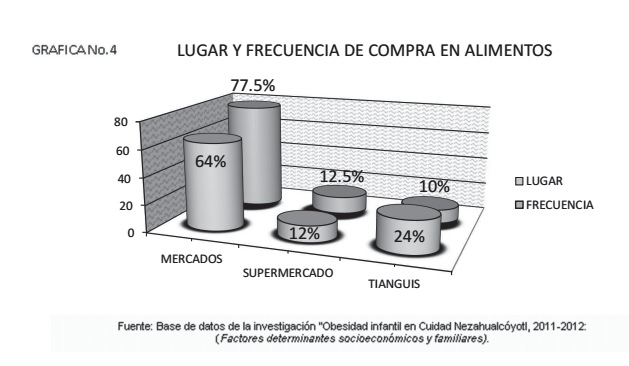 GRAFICA No. 4
LUGAR Y FRECUENCIA DE COMPRA EN ALIMENTOS
77.5%
80
60
40
20
0
64%
12.5%
10%
12%
24%
LUGAR
FRECUENCIA
MERCADOS
SUPERMERCADO
TIANGUIS
Fuente: Base de datos de la investigación "Obesidad infantil en Cuidad Nezahualcóyotl, 2011-2012:
(Factores determinantes socioeconómicos y familiares).